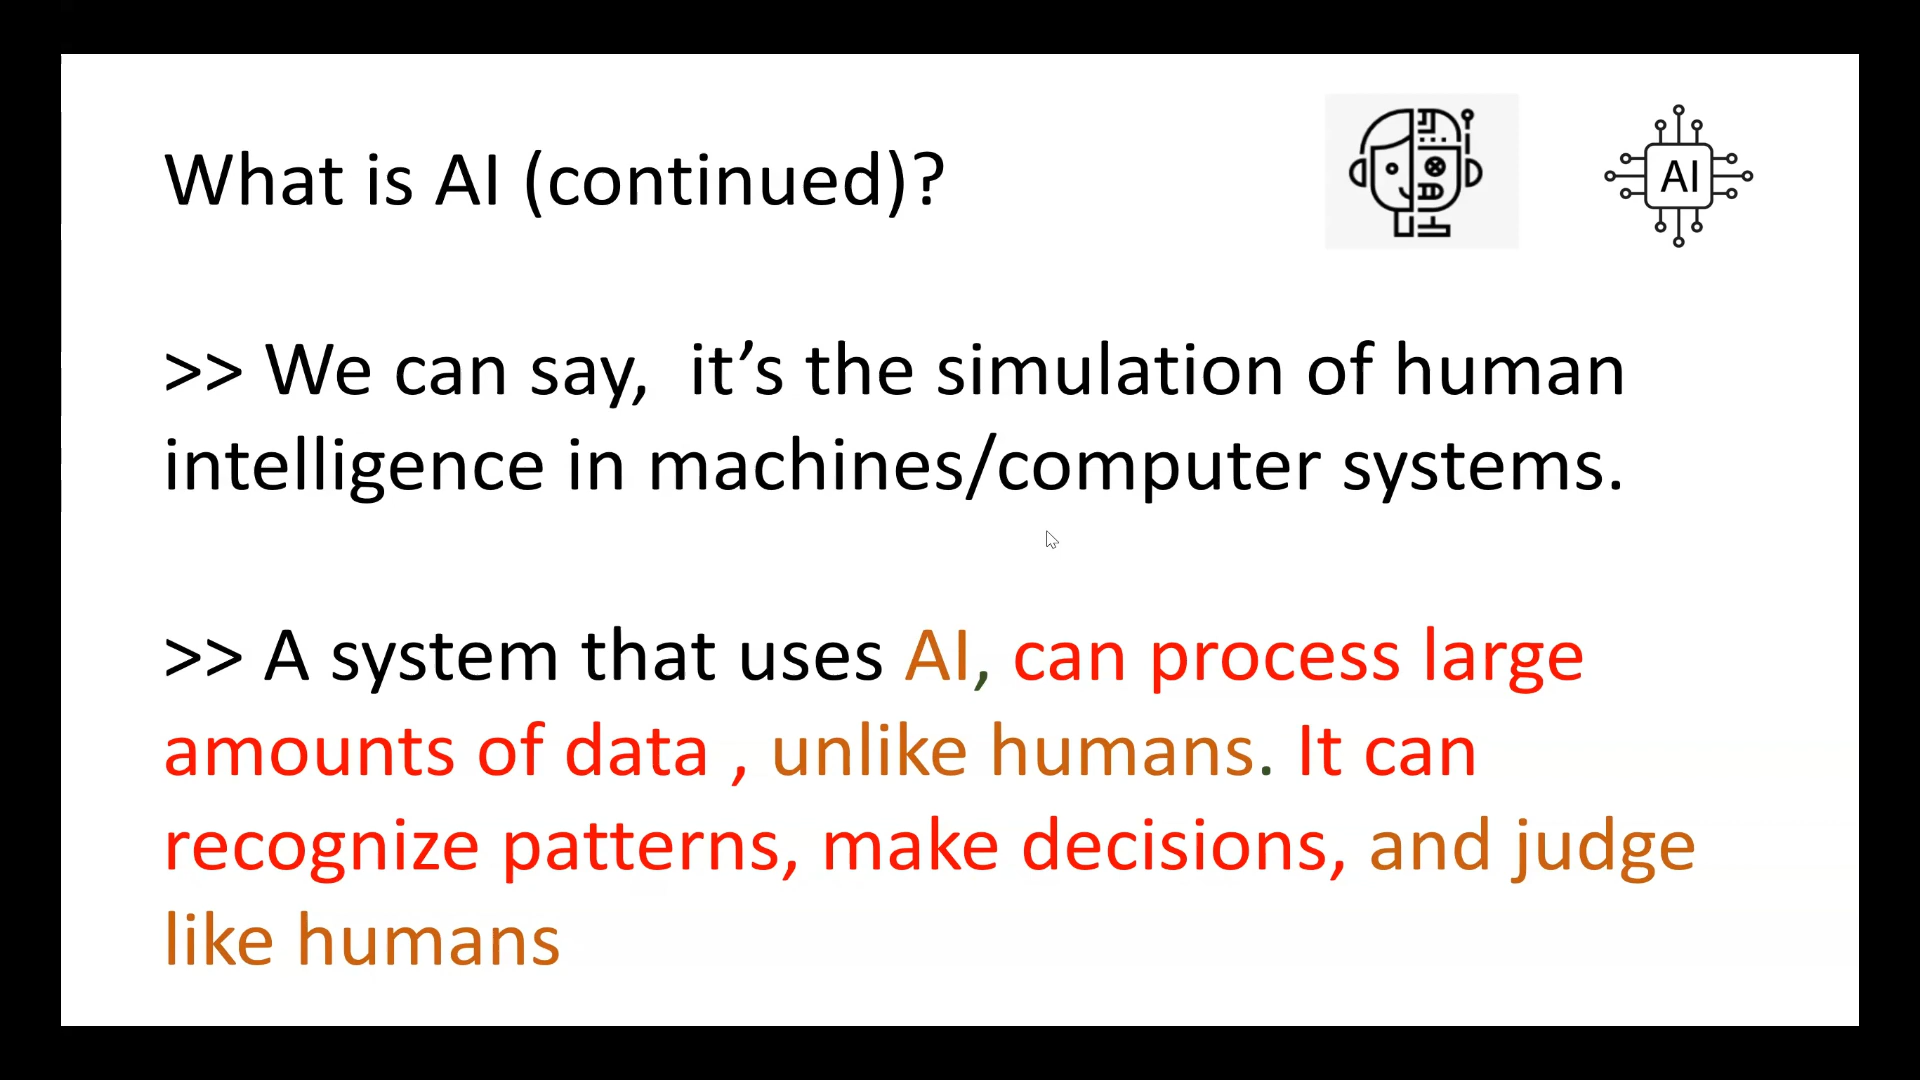 What is AI (continued)?
AI
>> We can say,  it’s the simulation of human
intelligence in machines/computer systems.
>> A system that uses AI, can process large
amounts of data , unlike humans. It can
recognize patterns, make decisions, and judge
like humans